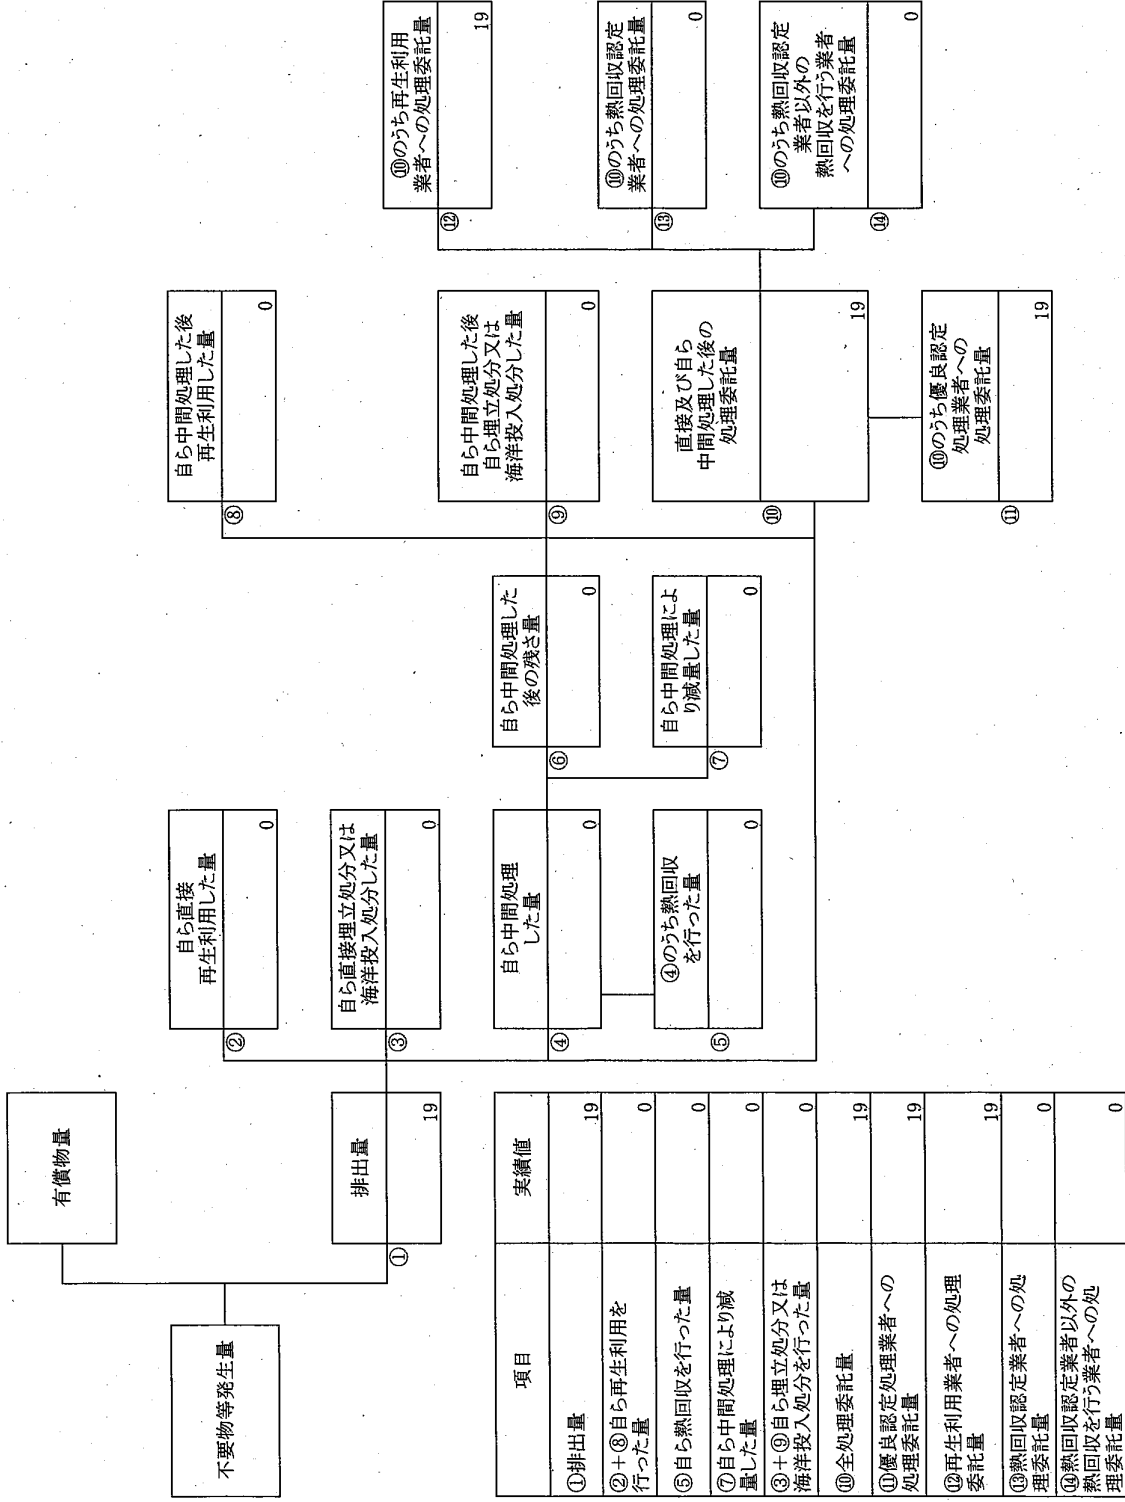 不要物等発生量
有償物量
①
排出量
19
②
自ら直接
再生利用した量
0
③
自ら直接埋立処分又は
海洋投入処分した量
0
④
自ら中間処理
した量
0
⑤
④のうち熱回収
を行った量
0
⑥
自ら中間処理した
後の残さ量
0
⑦
自ら中間処理によ
り減量した量
0
⑧
自ら中間処理した後
再生利用した量
0
⑨
自ら中間処理した後
自ら埋立処分又は
海洋投入処分した量
0
⑩
直接及び自ら
中間処理した後の
処理委託量
19
⑪
⑩のうち優良認定
処理業者への
処理委託量
19
⑫
⑩のうち再生利用
業者への処理委託量
19
⑬
⑩のうち熱回収認定
業者への処理委託量
0
⑭
⑩のうち熱回収認定
業者以外の
熱回収を行う業者
への処理委託量
0
項目 実績値
①排出量 19
②+⑧自ら再生利用を
行った量 0
⑤自ら熱回収を行った量 0
⑦自ら中間処理により減
量した量 0
③+⑨自ら埋立処分又は
海洋投入処分を行った量 0
⑩全処理委託量 19
⑪優良認定処理業者への
処理委託量 19
⑫再生利用業者への処理
委託量 19
⑬熱回収認定業者への処
理委託量 0
⑭熱回収認定業者以外の
熱回収を行う業者への処
理委託量 0